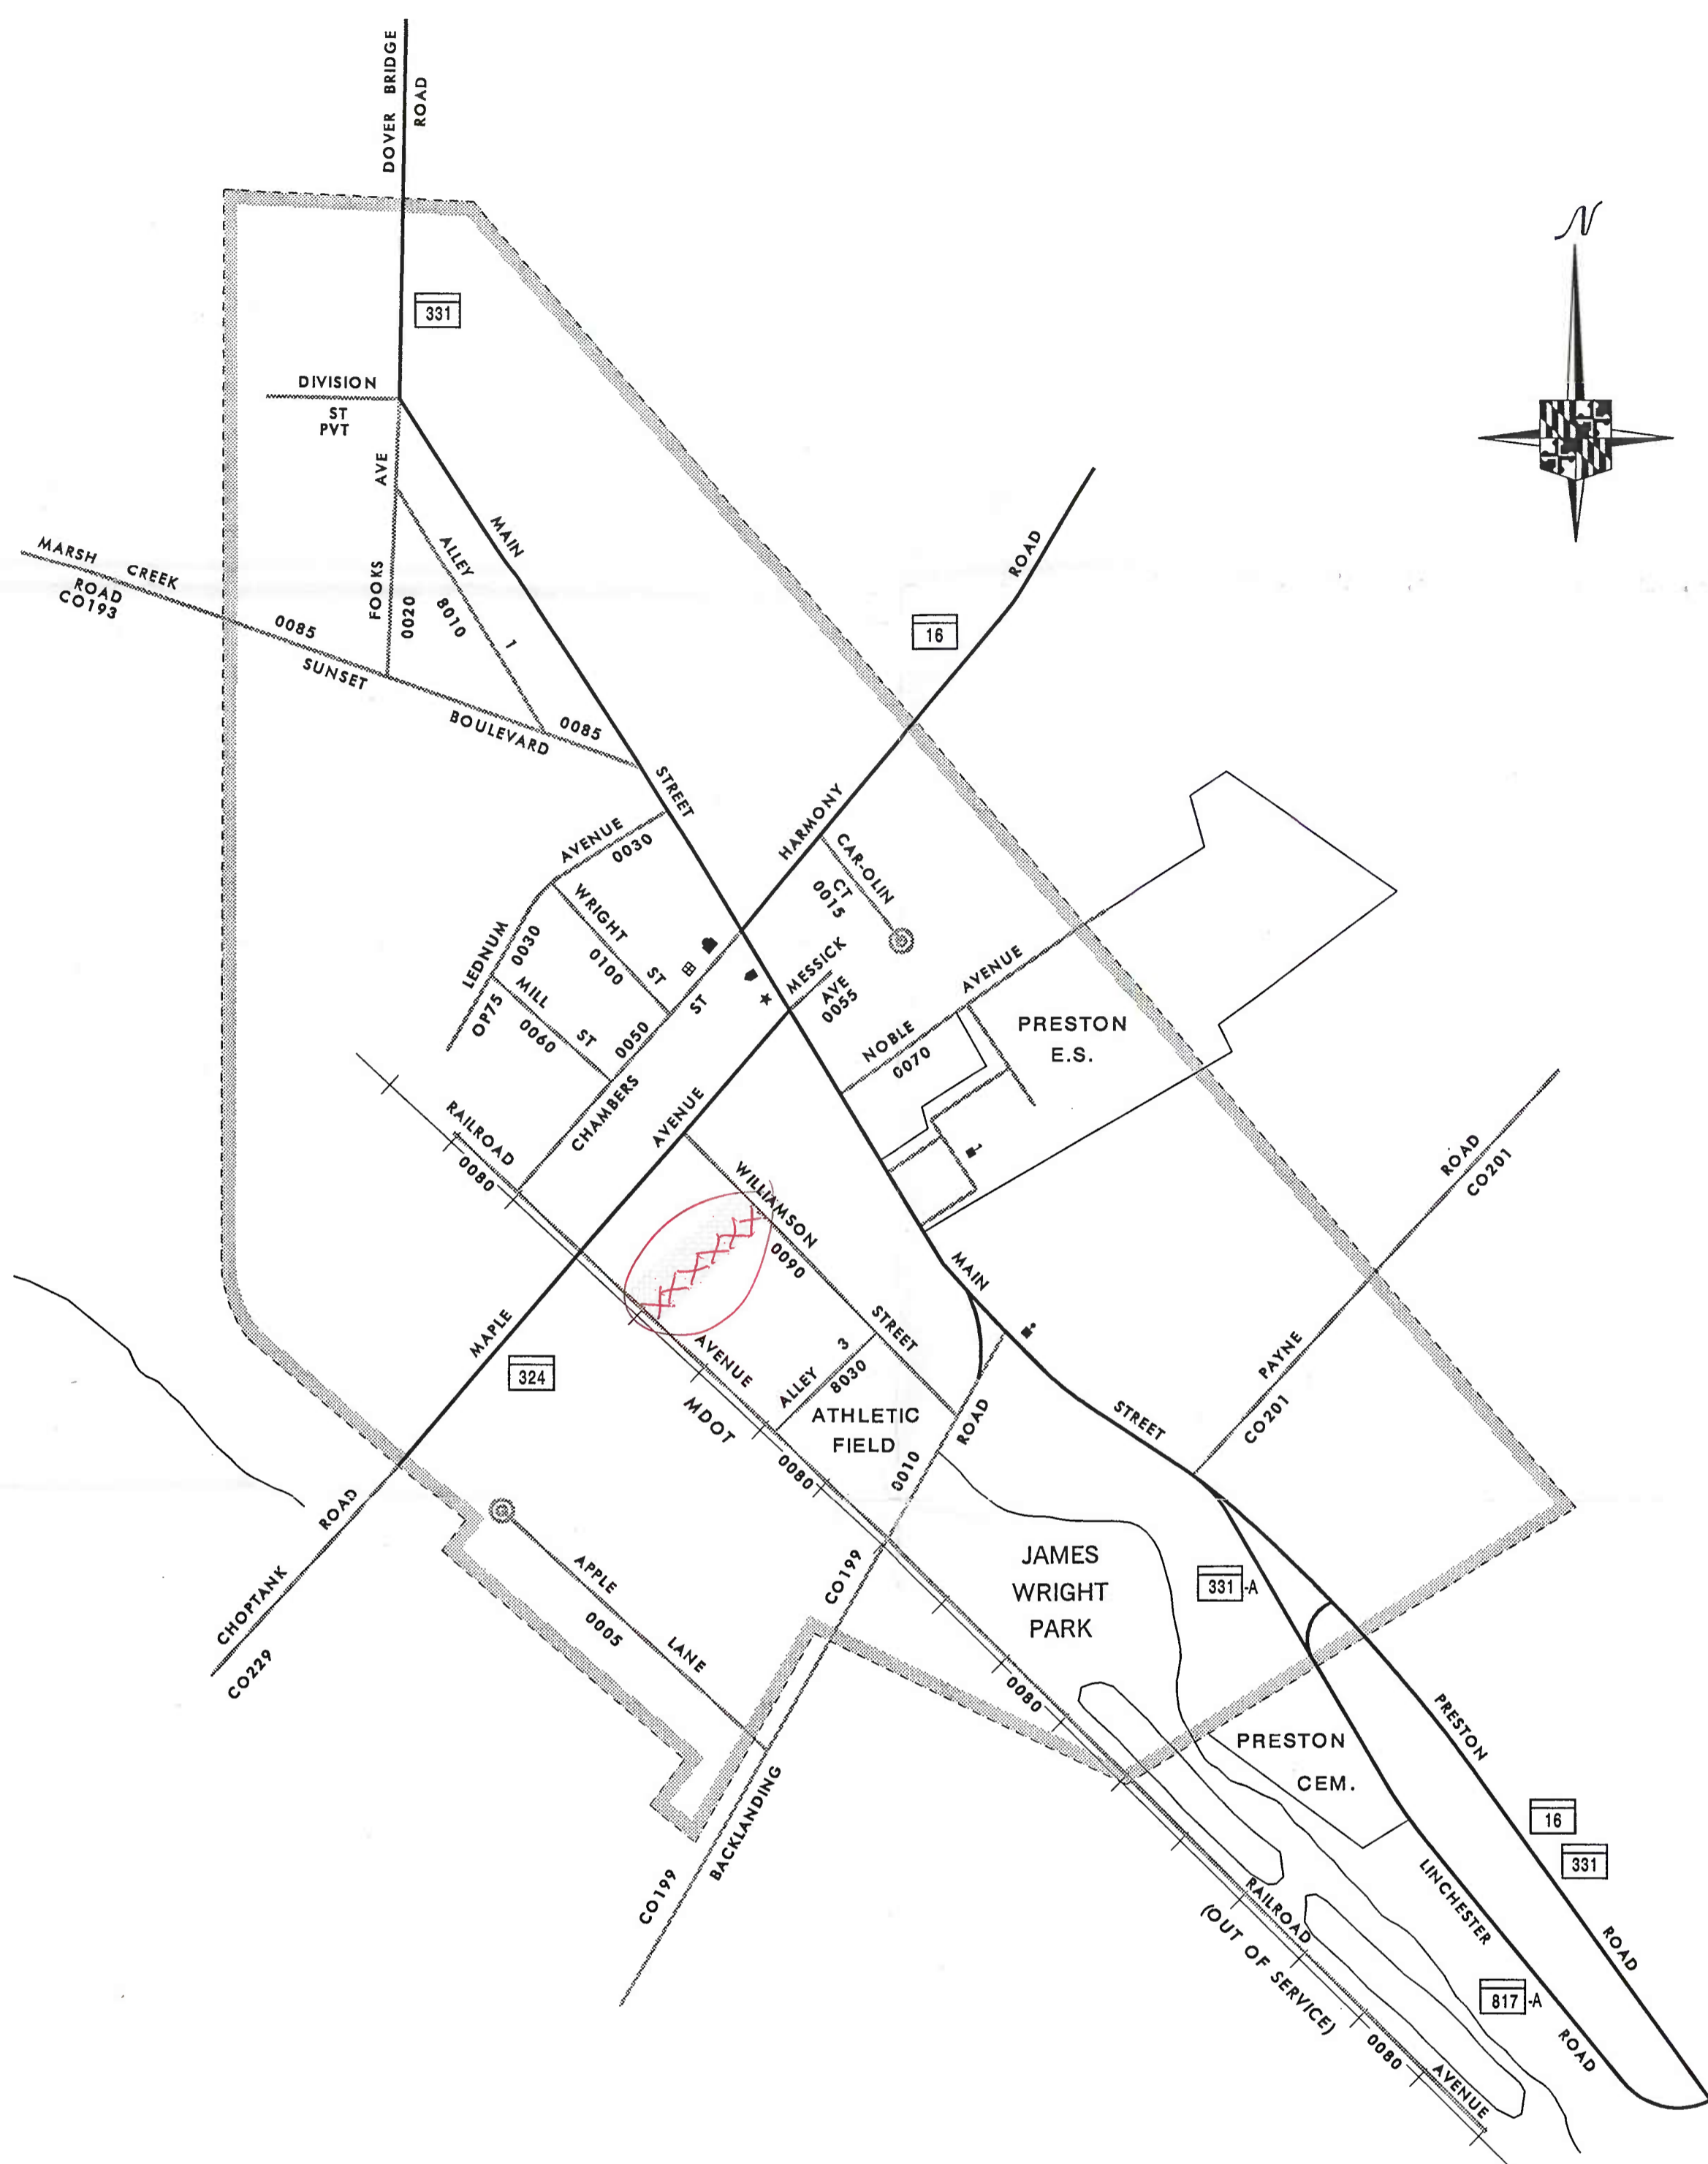 DOVER BRIDGE
ROAD
N
331
DIVISION
ST
PVT
AVE
FOOKS
0020
MAIN
ALLEY
8010
1
MARSH CREEK
ROAD
CO193
0085
SUNSET
BOULEVARD
0085
STREET
ROAD
16
HARMONY
CAR-OLIN
CT
0015
AVENUE
0030
WRIGHT
ST
0100
LEDNUM
0030
OP75
MILL
ST
0060
ST
0050
CHAMBERS
MESSICK
AVE
0055
NOBLE
AVENUE
0070
PRESTON
E.S.
RAILROAD
0080
AVENUE
MAPLE
324
WILLIAMSON
0090
STREET
AVENUE
MDOT
ALLEY 3
8030
ATHLETIC
FIELD
0080
ROAD
0010
MAIN
STREET
ROAD
CO201
PAYNE
CO201
ROAD
CHOPTANK
CO229
APPLE
0005
LANE
CO199
BACKLANDING
CO199
JAMES
WRIGHT
PARK
0080
331-A
PRESTON
CEM.
PRESTON
16
331
ROAD
LINCHESTER
817-A
ROAD
RAILROAD
(OUT OF SERVICE)
0080
AVENUE